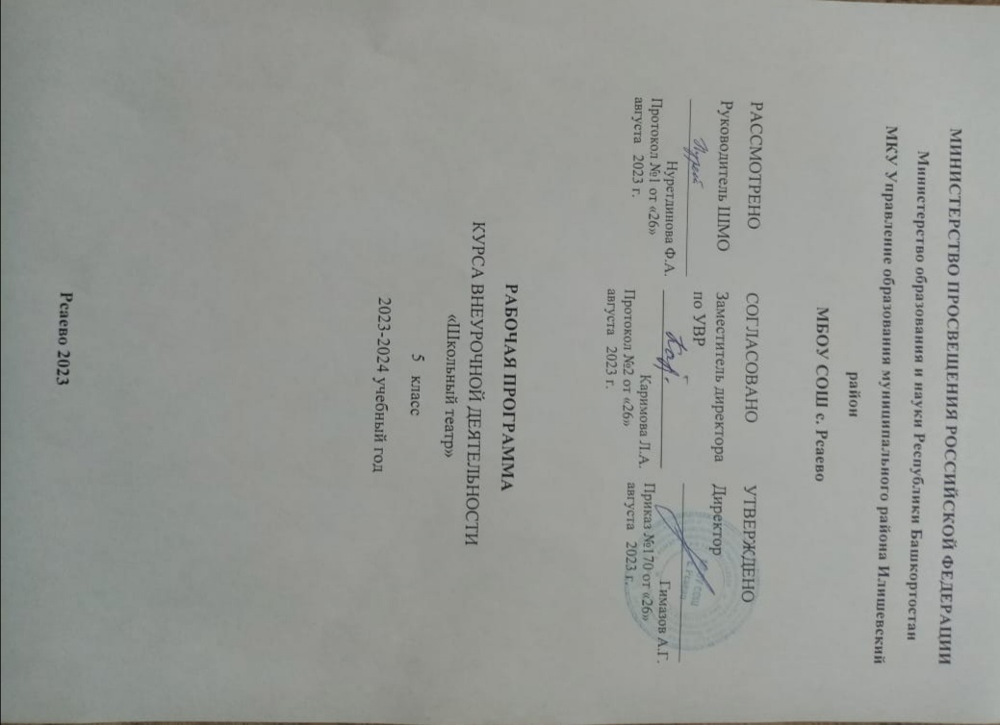 МИНИСТЕРСТВО ПРОСВЕЩЕНИЯ РОССИЙСКОЙ ФЕДЕРАЦИИ
Министерство образования и науки Республики Башкортостан
МКУ Управление образования муниципального района Илишевский
район
МБОУ СОШ с. Рсаево
РАССМОТРЕНО
Руководитель ШМО
Нуретдинова Ф.А.
Протокол №1 от «26»
августа 2023 г.
СОГЛАСОВАНО
Заместитель директора
по УВР
Каримова Л.А.
Протокол №2 от «26»
августа 2023 г.
УТВЕРЖДЕНО
Директор
Гимазов А.Г.
Приказ №170 от «26»
августа 2023 г.
РАБОЧАЯ ПРОГРАММА
КУРСА ВНЕУРОЧНОЙ ДЕЯТЕЛЬНОСТИ
«Школьный театр»
5 класс
2023-2024 учебный год
Рсаево 2023